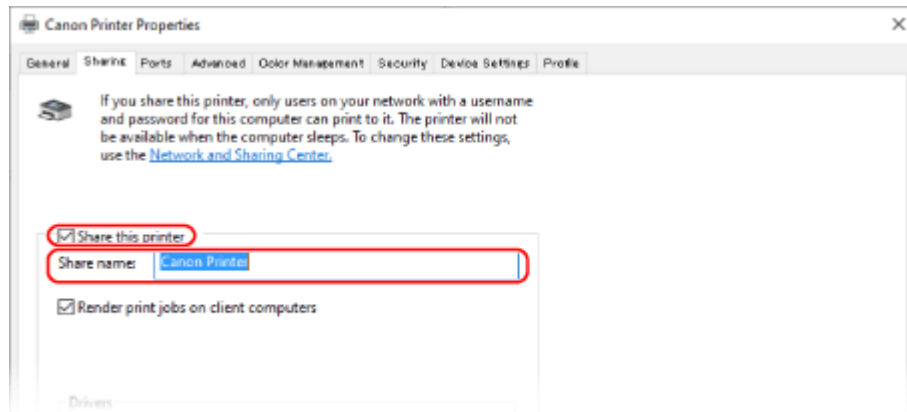 Canon Printer Properties
General Sharing Ports Advanced Color Management Security Device Settings Profile
If you share this printer, only users on your network with a username
and password for this computer can print to it. The printer will not
be available when the computer sleeps. To change these settings,
use the Network and Sharing Center.
Share this printer
Share name: Canon Printer
Render print jobs on client computers
Drivers